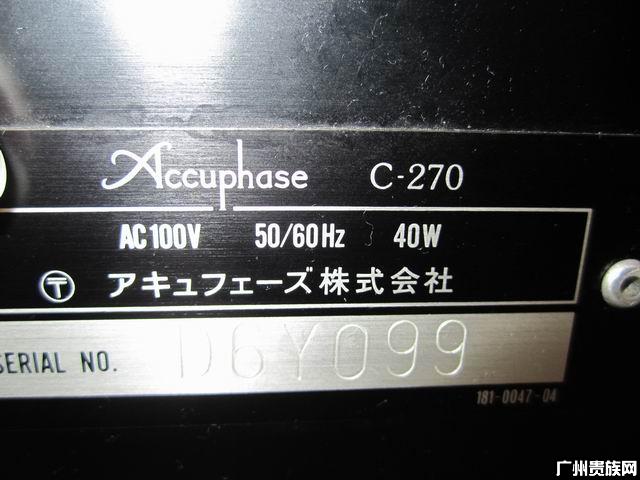 Accuphase C-270
AC100V 50/60Hz 40W
〒 アキュフェーズ株式会社
SERIAL NO. D6Y099
181-0047-04
广州贵族网